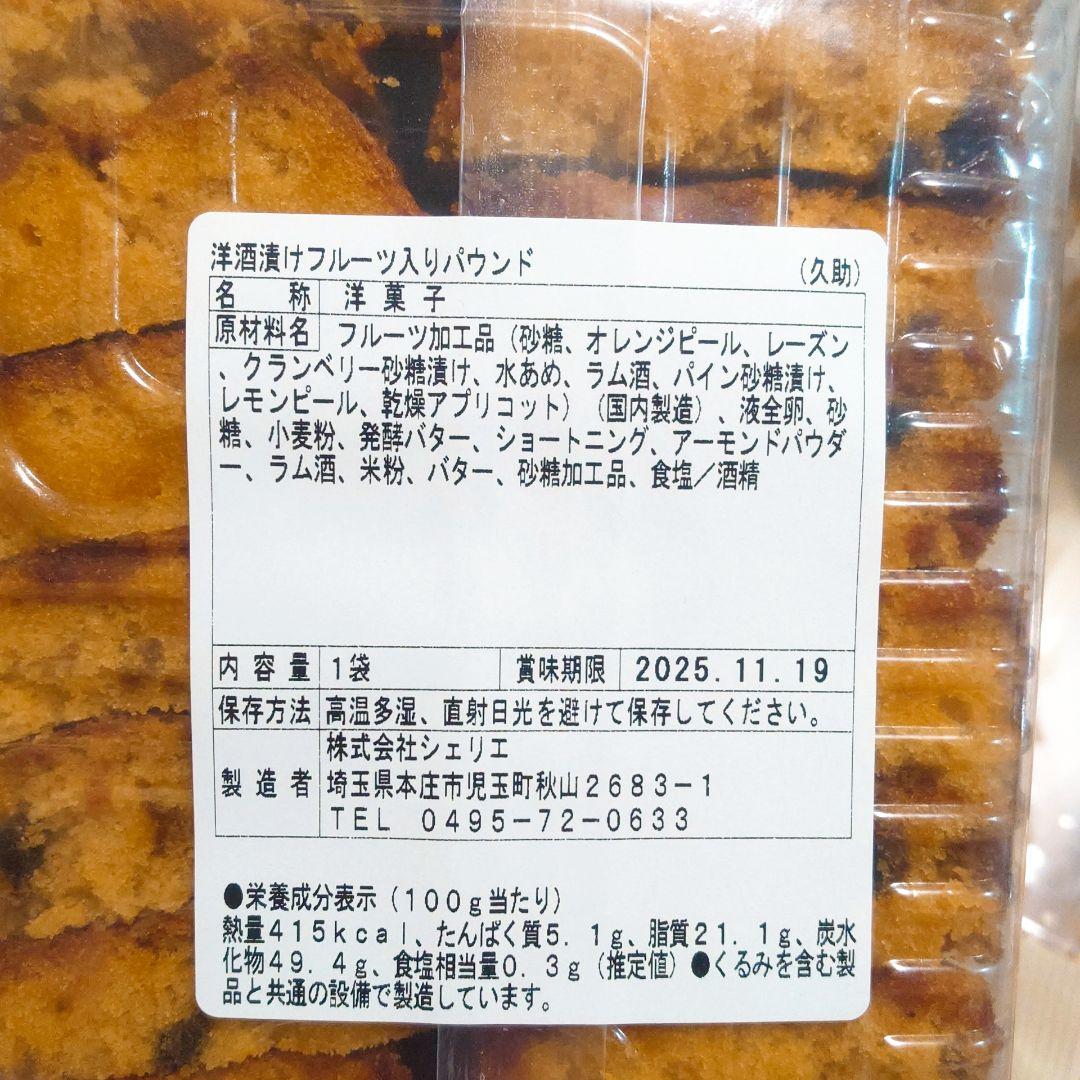 洋酒漬けフルーツ入りパウンド (久助)
名称 洋菓子
原材料名 フルーツ加工品（砂糖、オレンジピール、レーズン
、クランベリー砂糖漬け、水あめ、ラム酒、パイン砂糖漬け、
レモンピール、乾燥アプリコット）（国内製造）、液全卵、砂
糖、小麦粉、発酵バター、ショートニング、アーモンドパウダ
ー、ラム酒、米粉、バター、砂糖加工品、食塩／酒精
内容量 1袋 賞味期限 2025.11.19
保存方法 高温多湿、直射日光を避けて保存してください。
株式会社シェリエ
製造者 埼玉県本庄市児玉町秋山２６８３－１
ＴＥＬ ０４９５－７２－０６３３
●栄養成分表示（１００ｇ当たり）
熱量４１５ｋｃａｌ、たんぱく質５．１ｇ、脂質２１．１ｇ、炭水
化物４９．４ｇ、食塩相当量０．３ｇ（推定値）●くるみを含む製
品と共通の設備で製造しています。